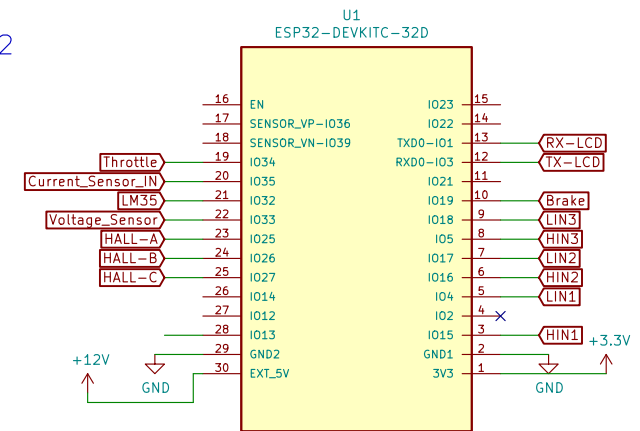 U1
ESP32-DEVKITC-32D
2
16 EN IO23 15
17 SENSOR_VP-IO36 IO22 14
18 SENSOR_VN-IO39 TXD0-IO1 13 RX-LCD
Throttle 19 IO34 RXD0-IO3 12 TX-LCD
Current_Sensor_IN 20 IO35 IO21 11
LM35 21 IO32 IO19 10 Brake
Voltage_Sensor 22 IO33 IO18 9 LIN3
HALL-A 23 IO25 IO5 8 HIN3
HALL-B 24 IO26 IO17 7 LIN2
HALL-C 25 IO27 IO16 6 HIN2
26 IO14 IO4 5 LIN1
27 IO12 IO2 4
28 IO13 IO15 3 HIN1
29 GND2 GND1 2
+12V GND 30 EXT_5V 3V3 1 GND +3.3V